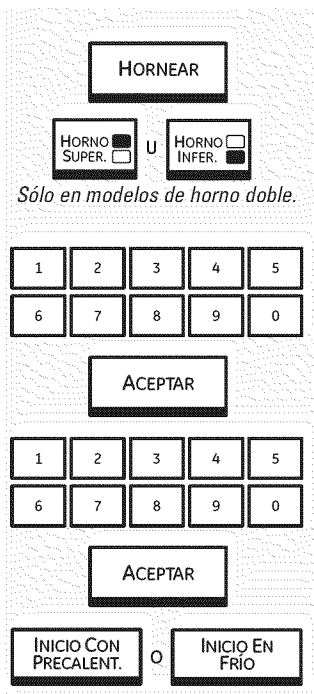 HORNEAR
HORNO SUPER. U HORNO INFER.
Sólo en modelos de horno doble.
1 2 3 4 5
6 7 8 9 0
ACEPTAR
1 2 3 4 5
6 7 8 9 0
ACEPTAR
INICIO CON PRECALENT. O INICIO EN FRÍO